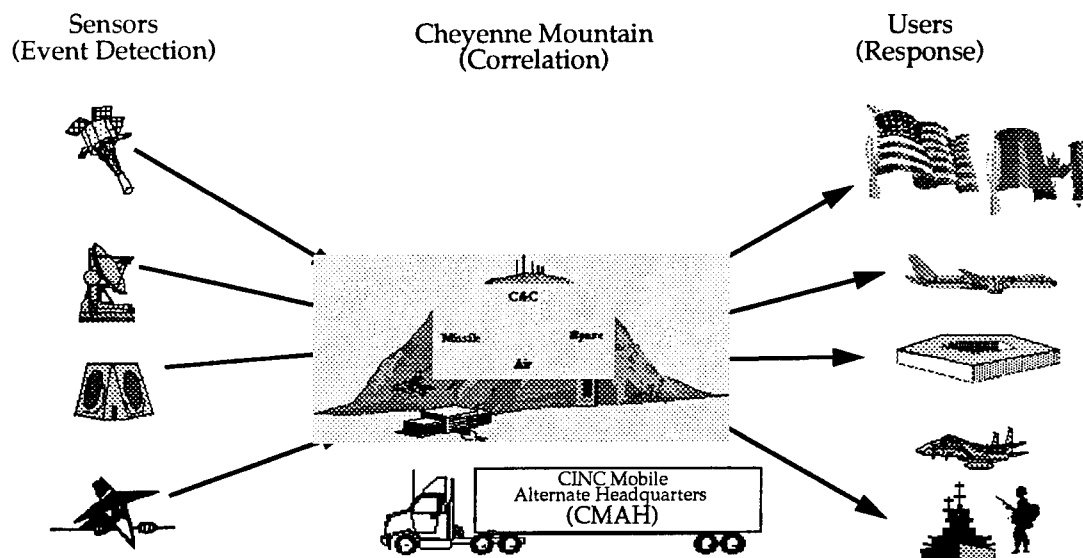 Sensors
(Event Detection)
Cheyenne Mountain
(Correlation)
Users
(Response)
C&C
Missile
Space
Air
CINC Mobile
Alternate Headquarters
(CMAH)